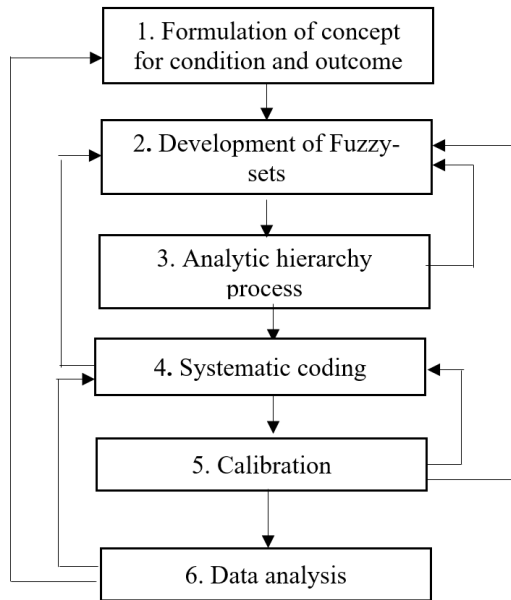 1. Formulation of concept
for condition and outcome
2. Development of Fuzzy-
sets
3. Analytic hierarchy
process
4. Systematic coding
5. Calibration
6. Data analysis